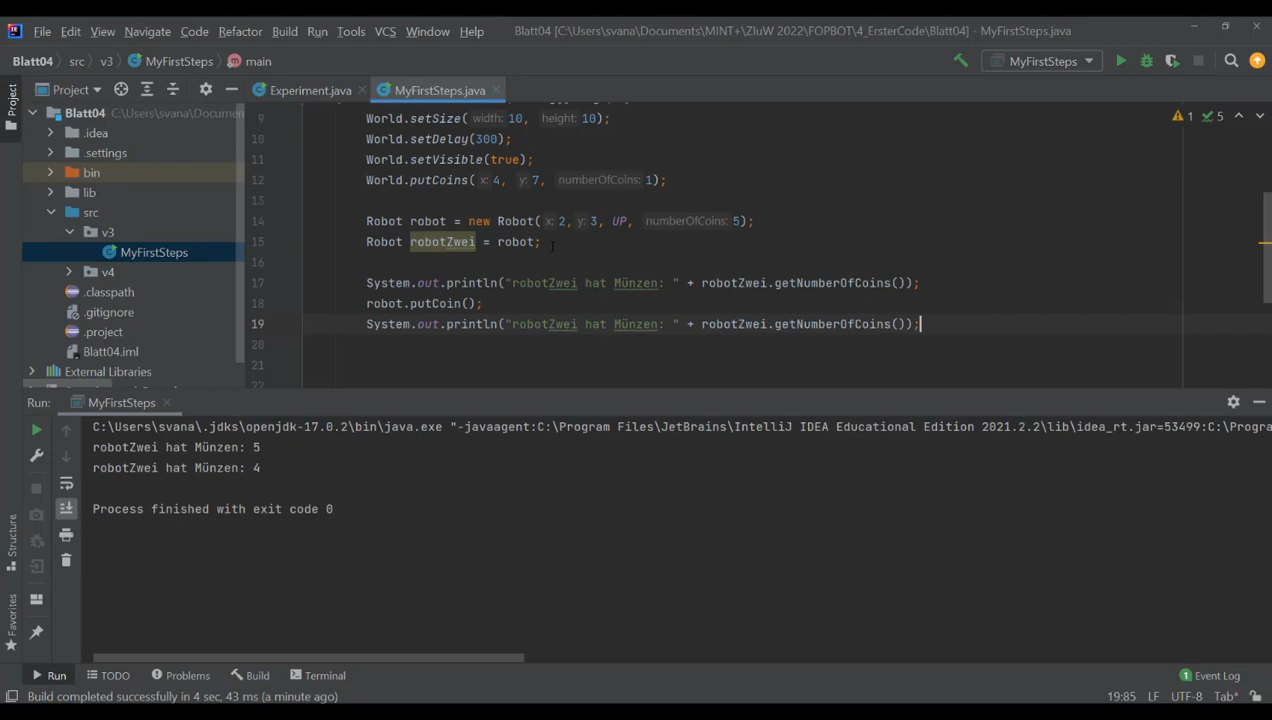 File Edit View Navigate Code Refactor Build Run Tools VCS Window Help Blatt04 [C:\Users\svana\Documents\MINT+\ZIuW 2022\FOPBOT\4_ErsterCode\Blatt04] - MyFirstSteps.java
Blatt04 src v3 MyFirstSteps main MyFirstSteps
Project Project Experiment.java MyFirstSteps.java
Blatt04 C:\Users\svana\Documen
.idea
.settings
bin
lib
src
v3
MyFirstSteps
v4
.classpath
.gitignore
.project
Blatt04.iml
External Libraries
1 5
9 World.setSize( width: 10, height: 10);
10 World.setDelay(300);
11 World.setVisible(true);
12 World.putCoins( x: 4, y: 7, numberOfCoins: 1);
13
14 Robot robot = new Robot( x: 2, y: 3, UP, numberOfCoins: 5);
15 Robot robotZwei = robot;
16
17 System.out.println("robotZwei hat Münzen: " + robotZwei.getNumberOfCoins());
18 robot.putCoin();
19 System.out.println("robotZwei hat Münzen: " + robotZwei.getNumberOfCoins());
20
21
22
Run: MyFirstSteps
C:\Users\svana\.jdks\openjdk-17.0.2\bin\java.exe "-javaagent:C:\Program Files\JetBrains\IntelliJ IDEA Educational Edition 2021.2.2\lib\idea_rt.jar=53499:C:\Progra
robotZwei hat Münzen: 5
robotZwei hat Münzen: 4
Process finished with exit code 0
Structure
Favorites
Run TODO Problems Build Terminal 1 Event Log
Build completed successfully in 4 sec, 43 ms (a minute ago) 19:85 LF UTF-8 Tab*